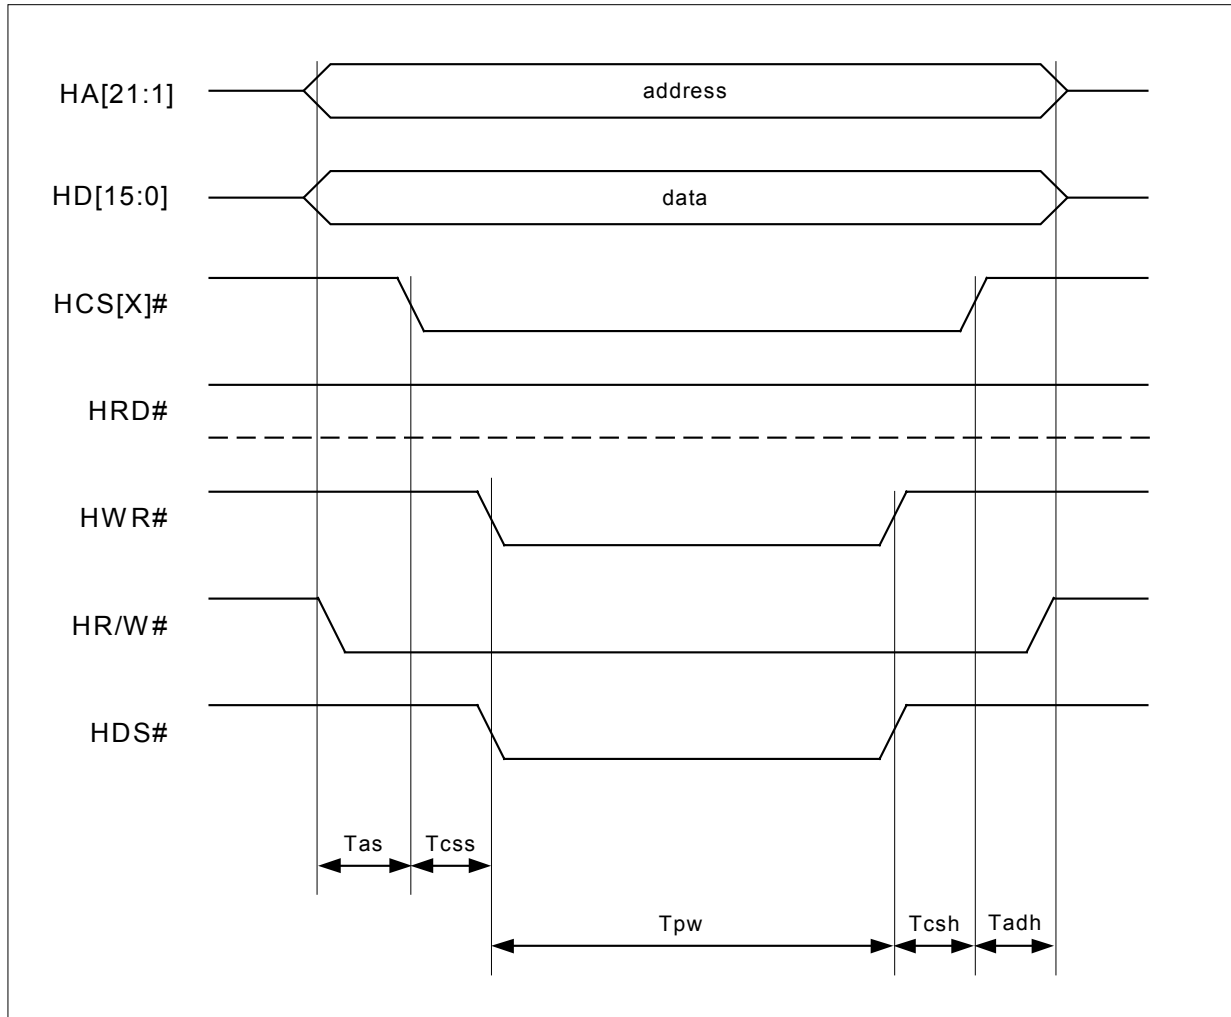 HA[21:1]
address
HD[15:0]
data
HCS[X]#
HRD#
HWR#
HR/W#
HDS#
Tas
Tcss
Tpw
Tcsh
Tadh